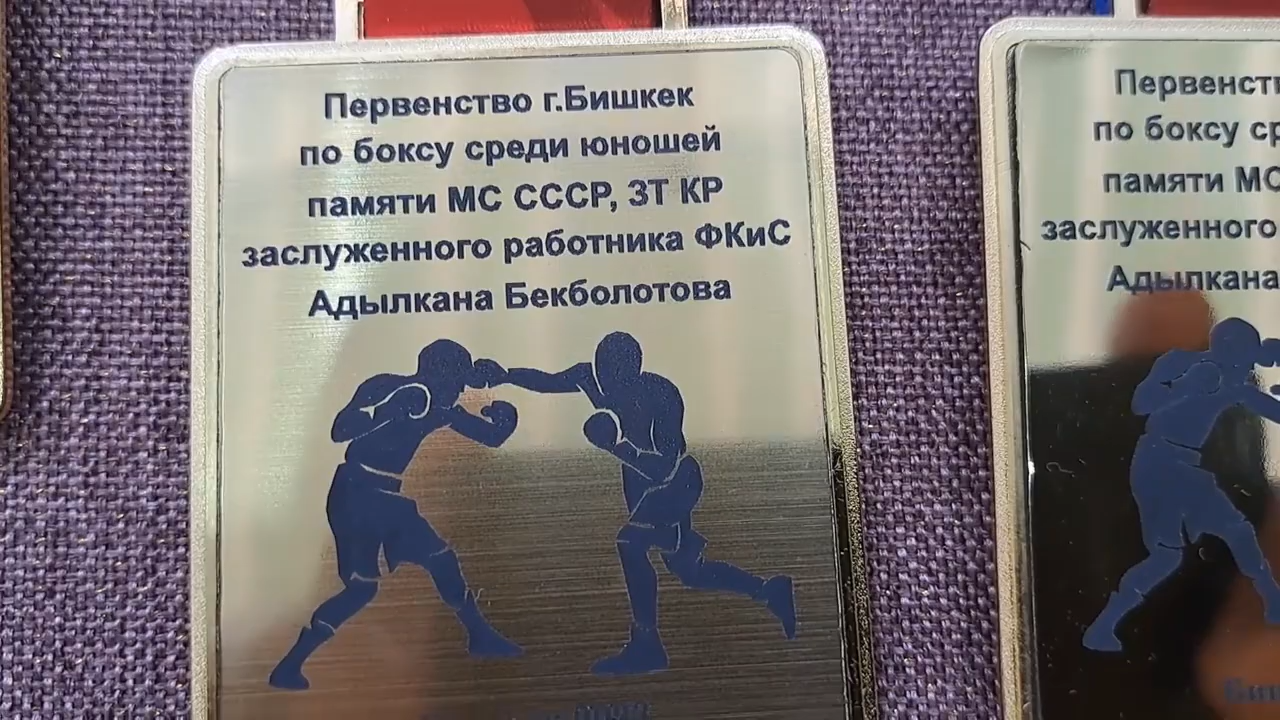 Первенство г.Бишкек
по боксу среди юношей
памяти МС СССР, ЗТ КР
заслуженного работника ФКиС
Адылкана Бекболотова
Первенст
по боксу ср
памяти МС
заслуженного
Адылкана